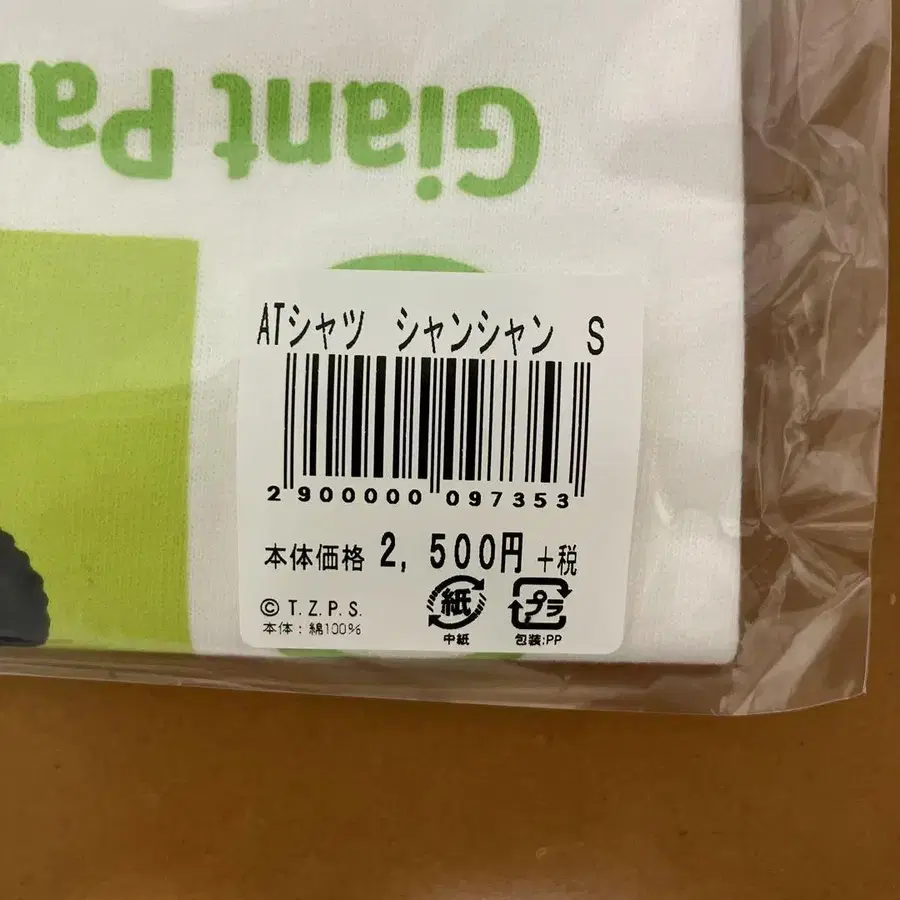 Giant Pa
ATシャツ シャンシャン S
2 900000 097353
本体価格 2,500円 +税
© T.Z.P.S.
本体:綿100%
紙
中紙
プラ
包装:PP